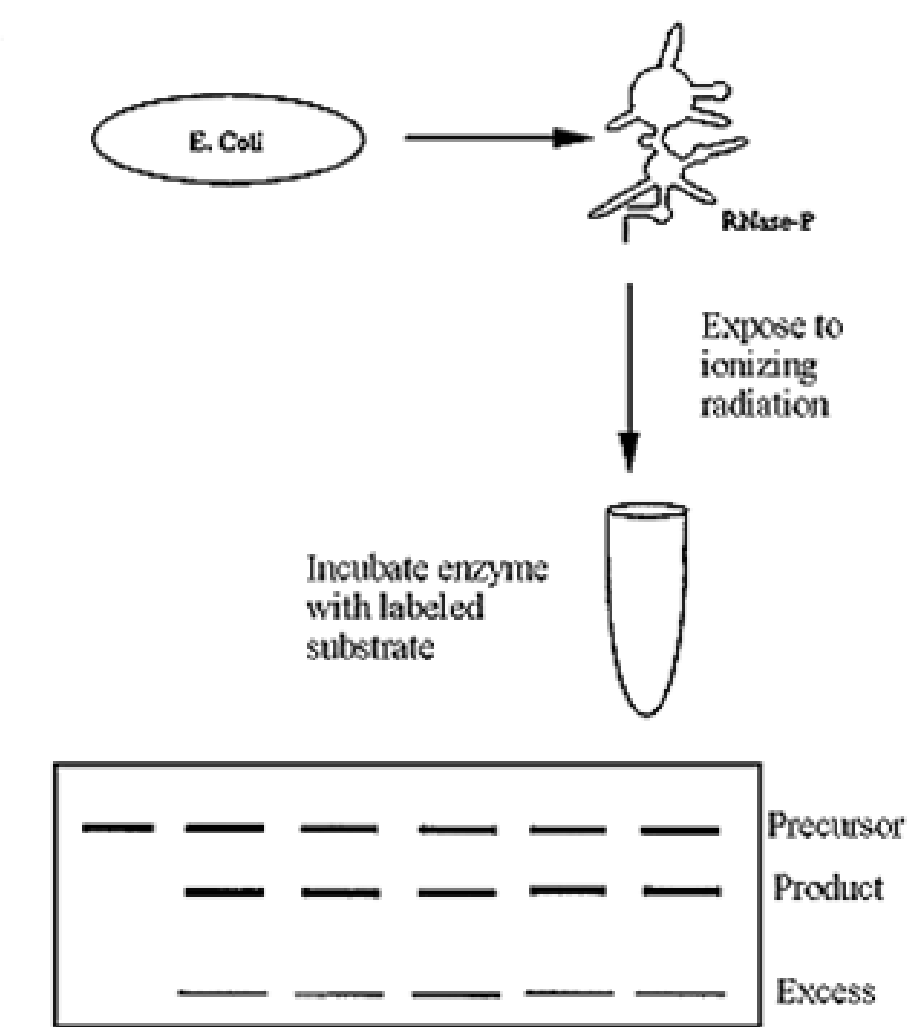 E. Coli
RNase-P
Expose to
ionizing
radiation
Incubate enzyme
with labeled
substrate
Precursor
Product
Excess